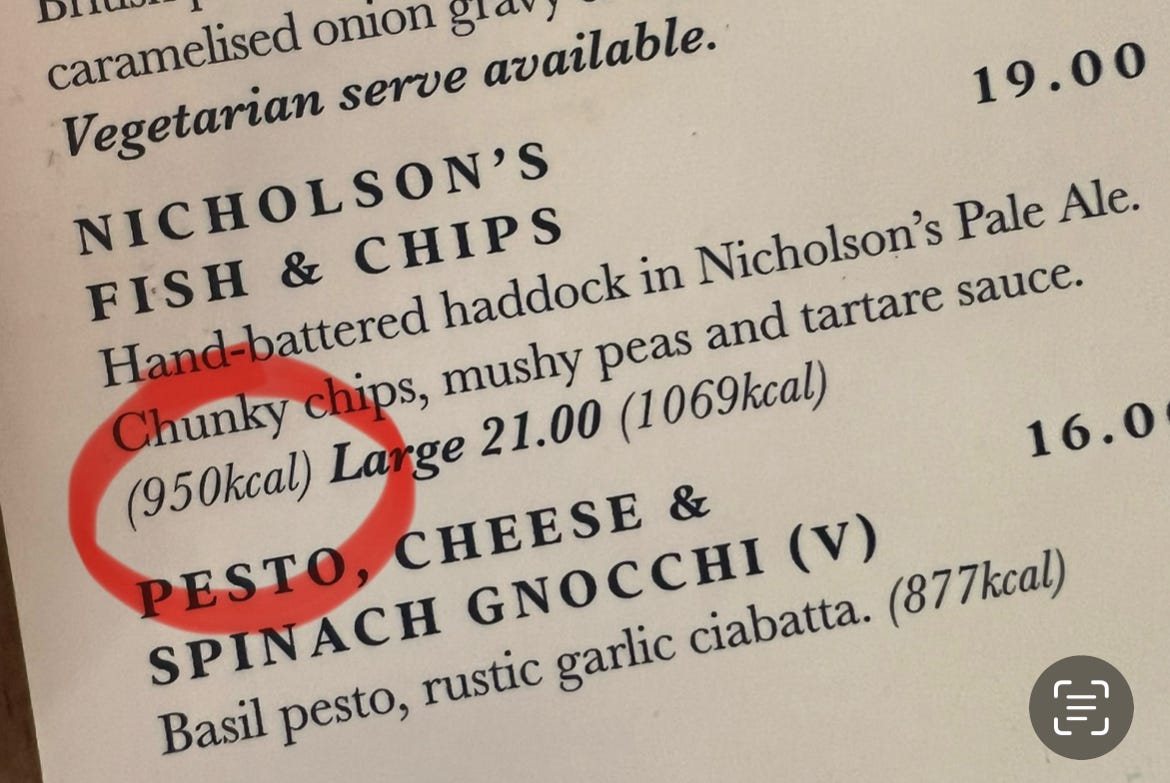 caramelised onion gravy
Vegetarian serve available.
NICHOLSON'S 19.00
FISH & CHIPS
Hand-battered haddock in Nicholson's Pale Ale.
Chunky chips, mushy peas and tartare sauce.
(950kcal) Large 21.00 (1069kcal)
PESTO, CHEESE & 16.0
SPINACH GNOCCHI (V)
Basil pesto, rustic garlic ciabatta. (877kcal)